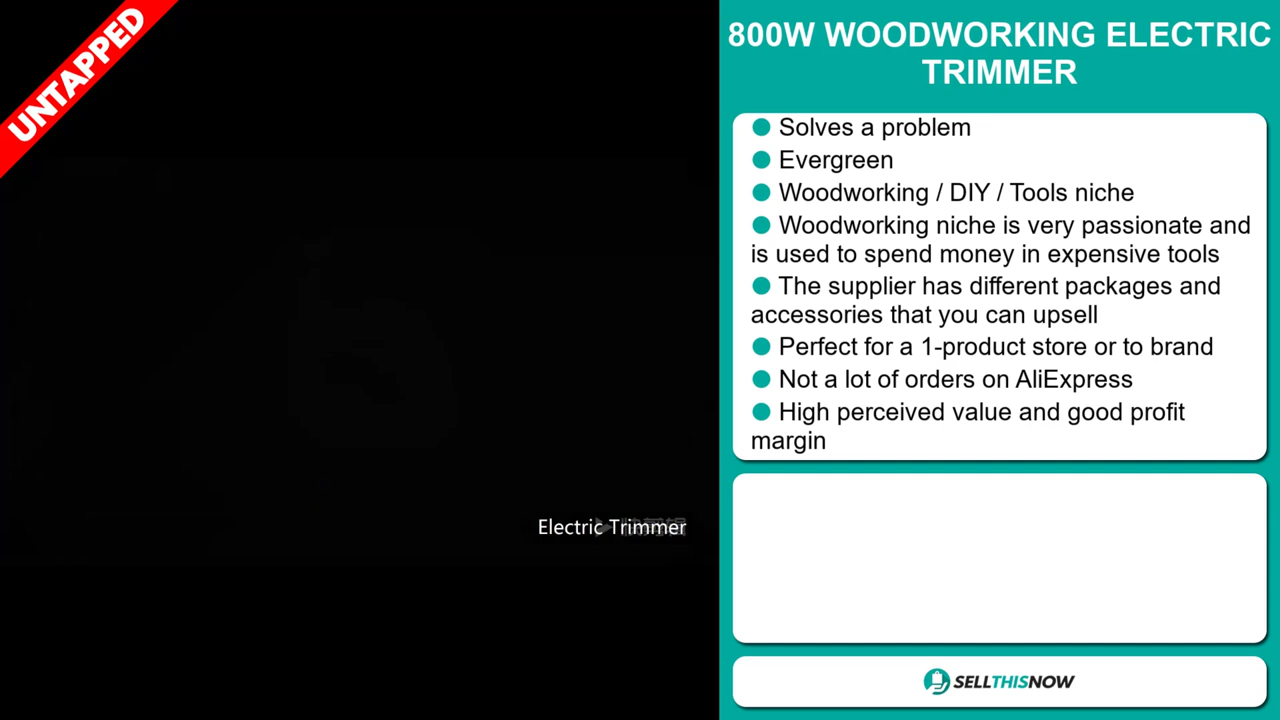 UNTAPPED
800W WOODWORKING ELECTRIC
TRIMMER
● Solves a problem
● Evergreen
● Woodworking / DIY / Tools niche
● Woodworking niche is very passionate and
is used to spend money in expensive tools
● The supplier has different packages and
accessories that you can upsell
● Perfect for a 1-product store or to brand
● Not a lot of orders on AliExpress
● High perceived value and good profit
margin
Electric Trimmer
SELLTHISNOW